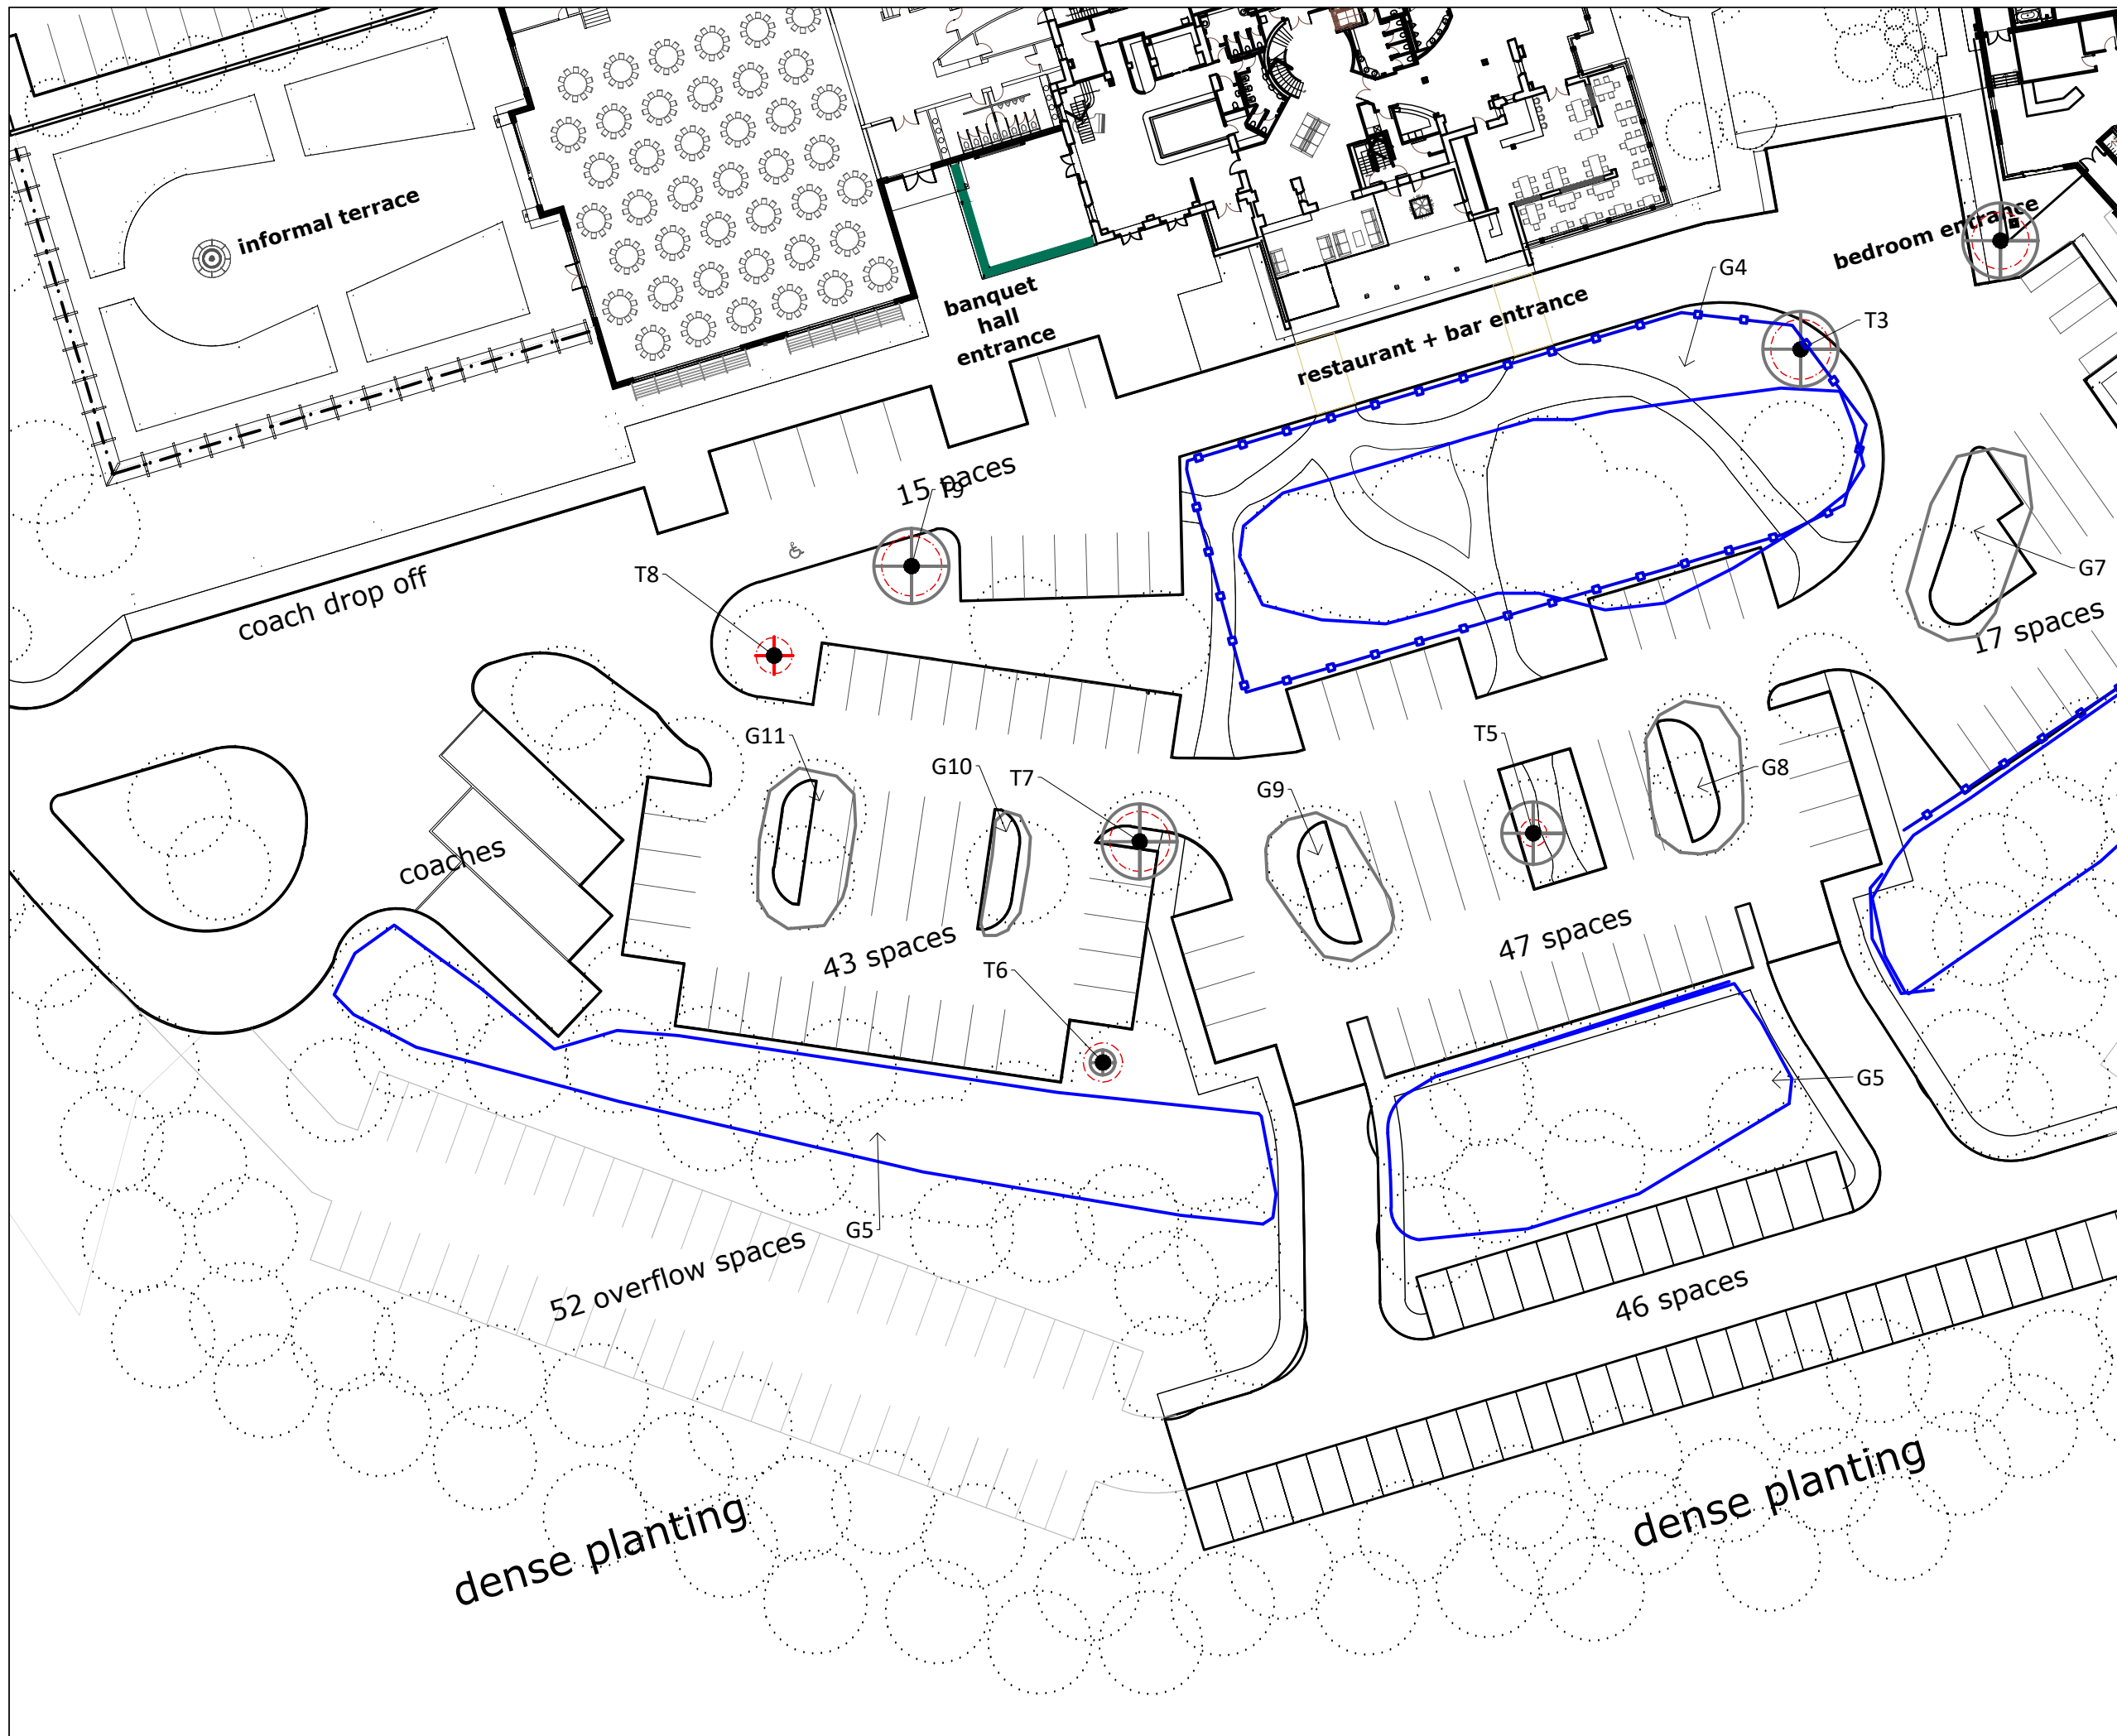 informal terrace
bedroom entrance
G4
banquet
hall
entrance
restaurant + bar entrance
T3
15 spaces
T9
T8
coach drop off
G7
17 spaces
G11
G10
T7
T5
G9
G8
coaches
43 spaces
47 spaces
T6
G5
G5
52 overflow spaces
46 spaces
dense planting
dense planting